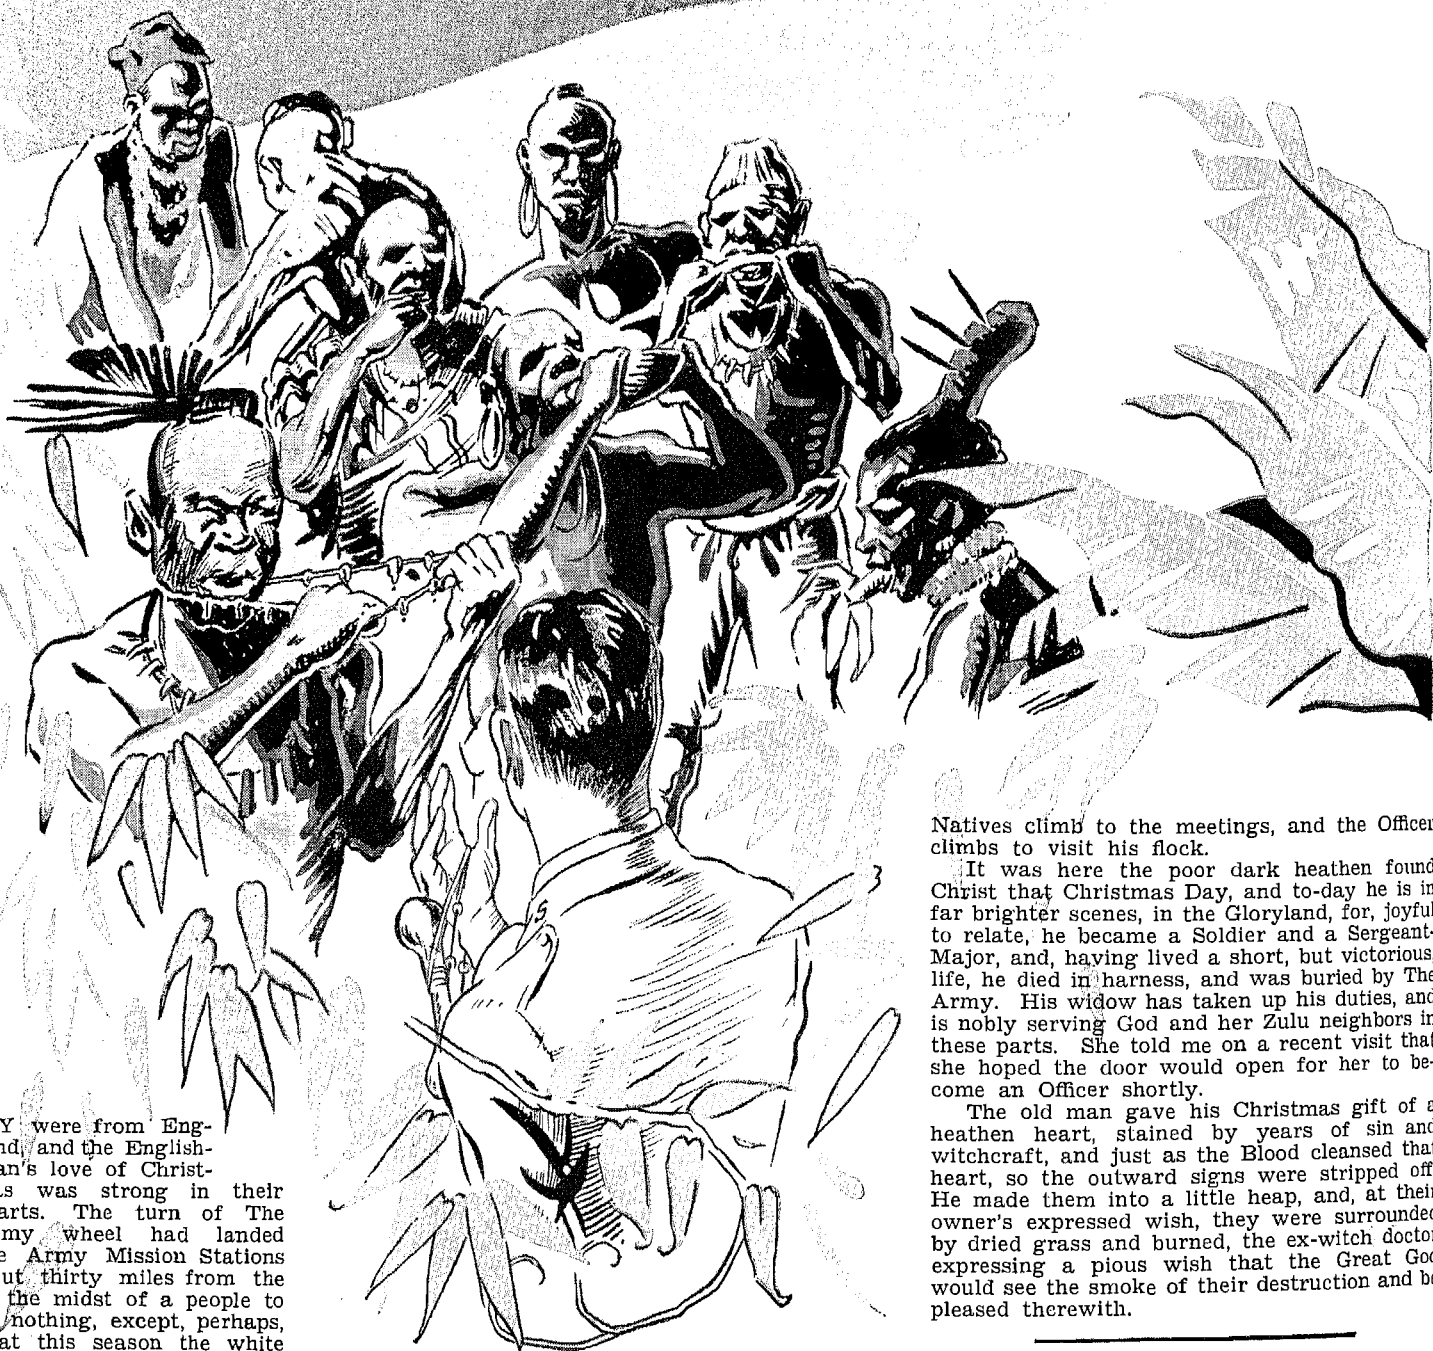 Y were from Eng-
nd, and the English-
an's love of Christ-
s was strong in their
arts. The turn of The
my wheel had landed
e Army Mission Stations
ut thirty miles from the
the midst of a people to
nothing, except, perhaps,
at this season the white
S
Natives climb to the meetings, and the Officer
climbs to visit his flock.
It was here the poor dark heathen found
Christ that Christmas Day, and to-day he is in
far brighter scenes, in the Gloryland, for, joyful
to relate, he became a Soldier and a Sergeant-
Major, and, having lived a short, but victorious
life, he died in harness, and was buried by The
Army. His widow has taken up his duties, and
is nobly serving God and her Zulu neighbors in
these parts. She told me on a recent visit that
she hoped the door would open for her to be-
come an Officer shortly.
The old man gave his Christmas gift of a
heathen heart, stained by years of sin and
witchcraft, and just as the Blood cleansed that
heart, so the outward signs were stripped off.
He made them into a little heap, and, at their
owner's expressed wish, they were surrounded
by dried grass and burned, the ex-witch doctor
expressing a pious wish that the Great God
would see the smoke of their destruction and be
pleased therewith.